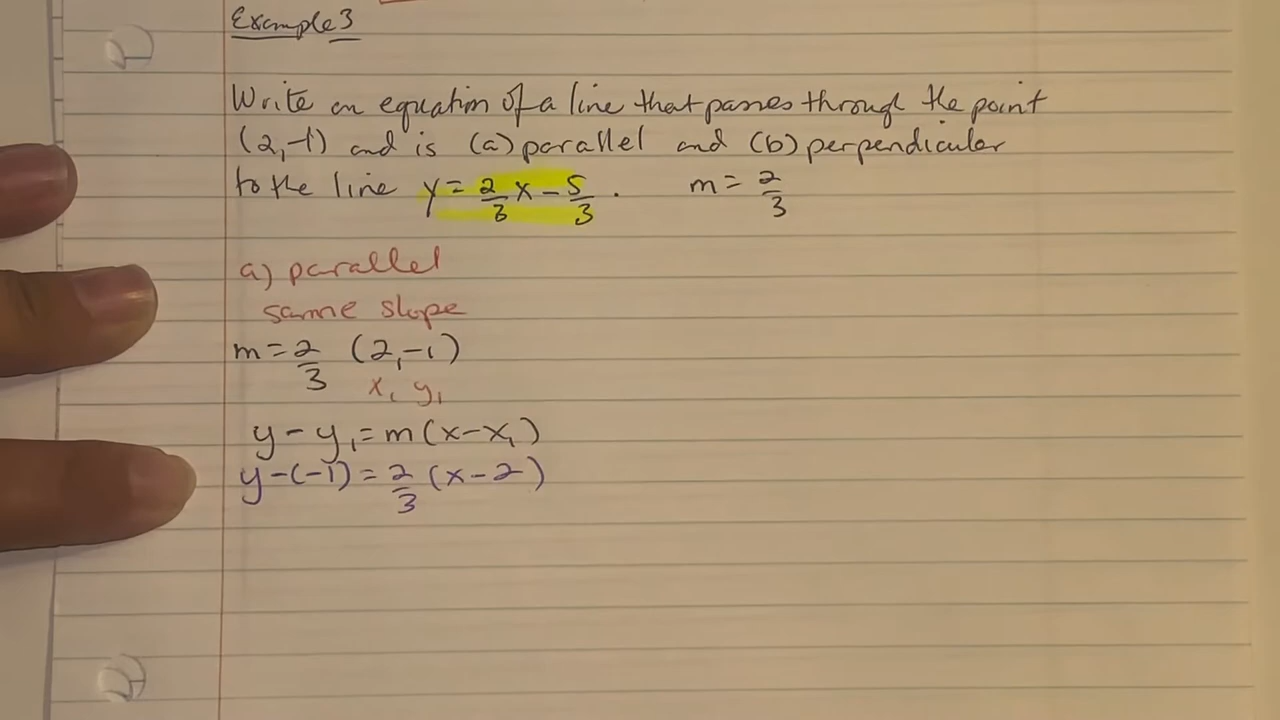 Example 3
Write an equation of a line that passes through the point
(2,-1) and is (a) parallel and (b) perpendicular
to the line y = 2/3 x - 5/3 . m = 2/3
a) parallel
same slope
m = 2/3 (2,-1)
x₁ y₁
y - y₁ = m(x - x₁)
y - (-1) = 2/3 (x - 2)